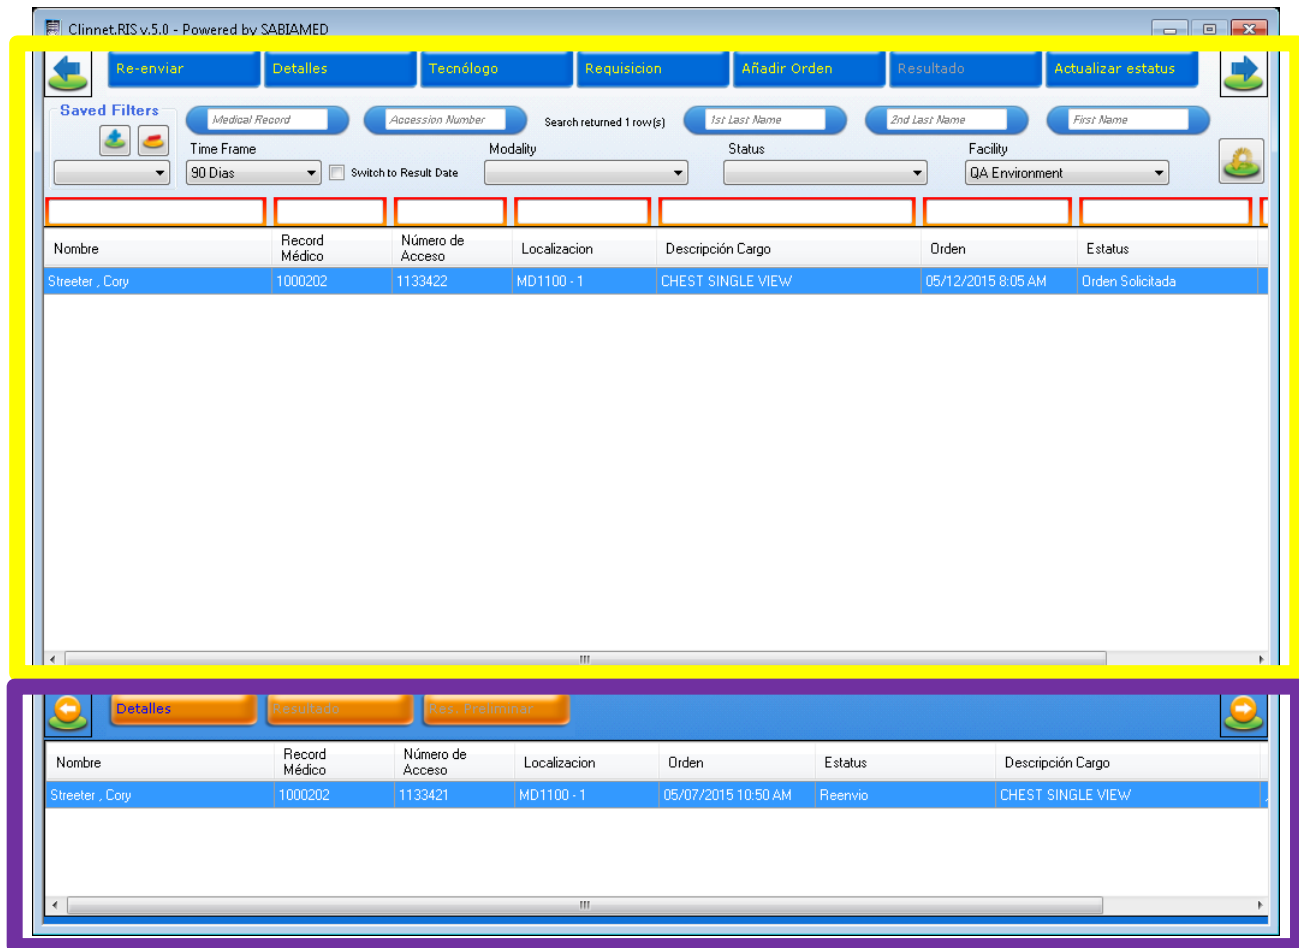 Clinnet.RIS v.5.0 - Powered by SABIAMED
Re-enviar Detalles Tecnólogo Requisicion Añadir Orden Resultado Actualizar estatus
Saved Filters Medical Record Accession Number Search returned 1 row(s) 1st Last Name 2nd Last Name First Name
Time Frame Modality Status Facility
90 Dias Switch to Result Date QA Environment
Nombre Record Médico Número de Acceso Localizacion Descripción Cargo Orden Estatus
Streeter , Cory 1000202 1133422 MD1100 - 1 CHEST SINGLE VIEW 05/12/2015 8:05 AM Orden Solicitada
Detalles Resultado Res. Preliminar
Nombre Record Médico Número de Acceso Localizacion Orden Estatus Descripción Cargo
Streeter , Cory 1000202 1133421 MD1100 - 1 05/07/2015 10:50 AM Reenvio CHEST SINGLE VIEW